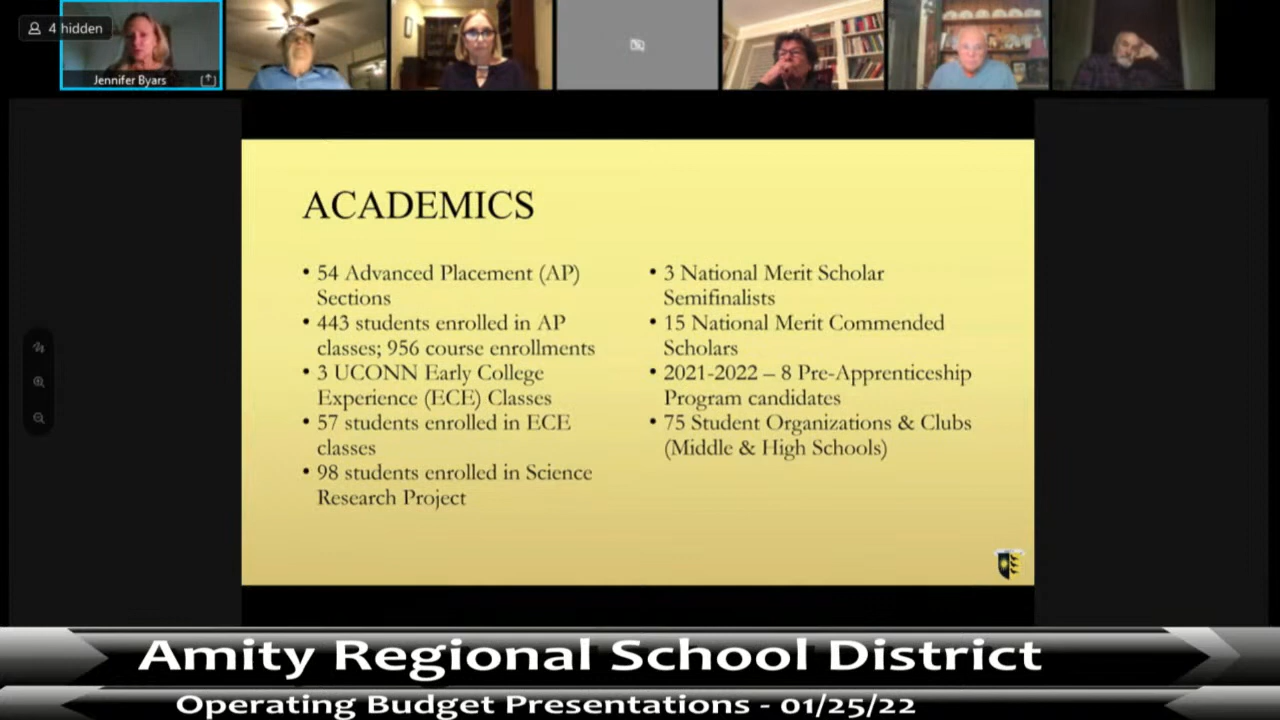 4 hidden
Jennifer Byars
ACADEMICS
• 54 Advanced Placement (AP)
Sections
• 443 students enrolled in AP
classes; 956 course enrollments
• 3 UCONN Early College
Experience (ECE) Classes
• 57 students enrolled in ECE
classes
• 98 students enrolled in Science
Research Project
• 3 National Merit Scholar
Semifinalists
• 15 National Merit Commended
Scholars
• 2021-2022 – 8 Pre-Apprenticeship
Program candidates
• 75 Student Organizations & Clubs
(Middle & High Schools)
Amity Regional School District
Operating Budget Presentations - 01/25/22